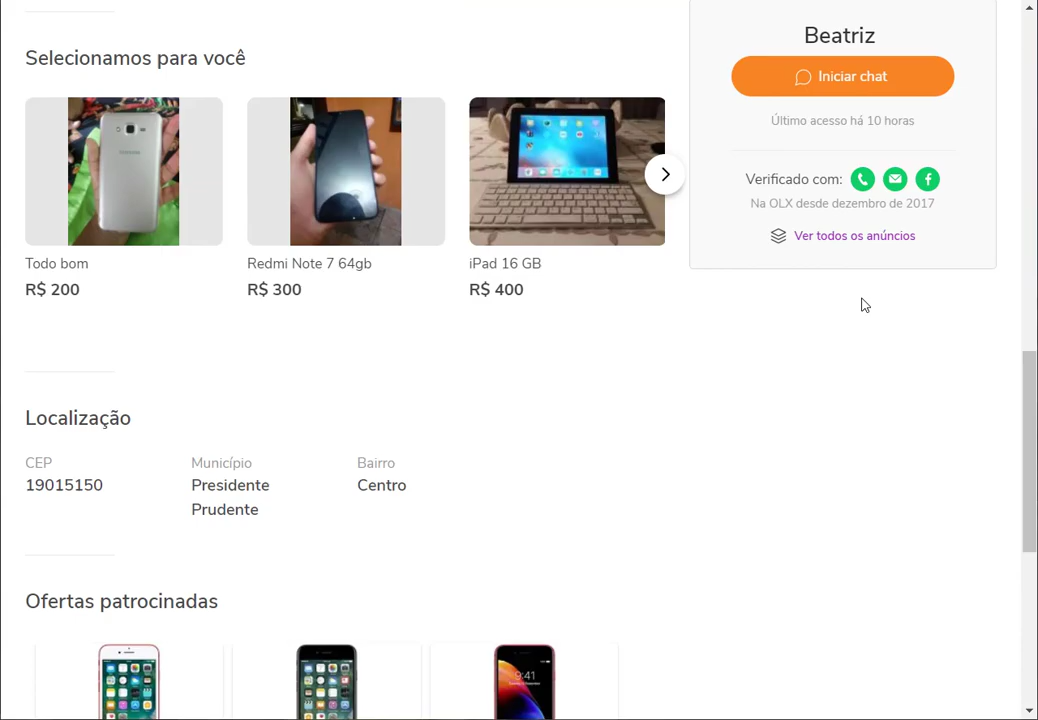 Beatriz
Iniciar chat
Último acesso há 10 horas
Verificado com:
Na OLX desde dezembro de 2017
Ver todos os anúncios
Selecionamos para você
Todo bom
R$ 200
Redmi Note 7 64gb
R$ 300
iPad 16 GB
R$ 400
Localização
CEP
19015150
Município
Presidente
Prudente
Bairro
Centro
Ofertas patrocinadas
9:41